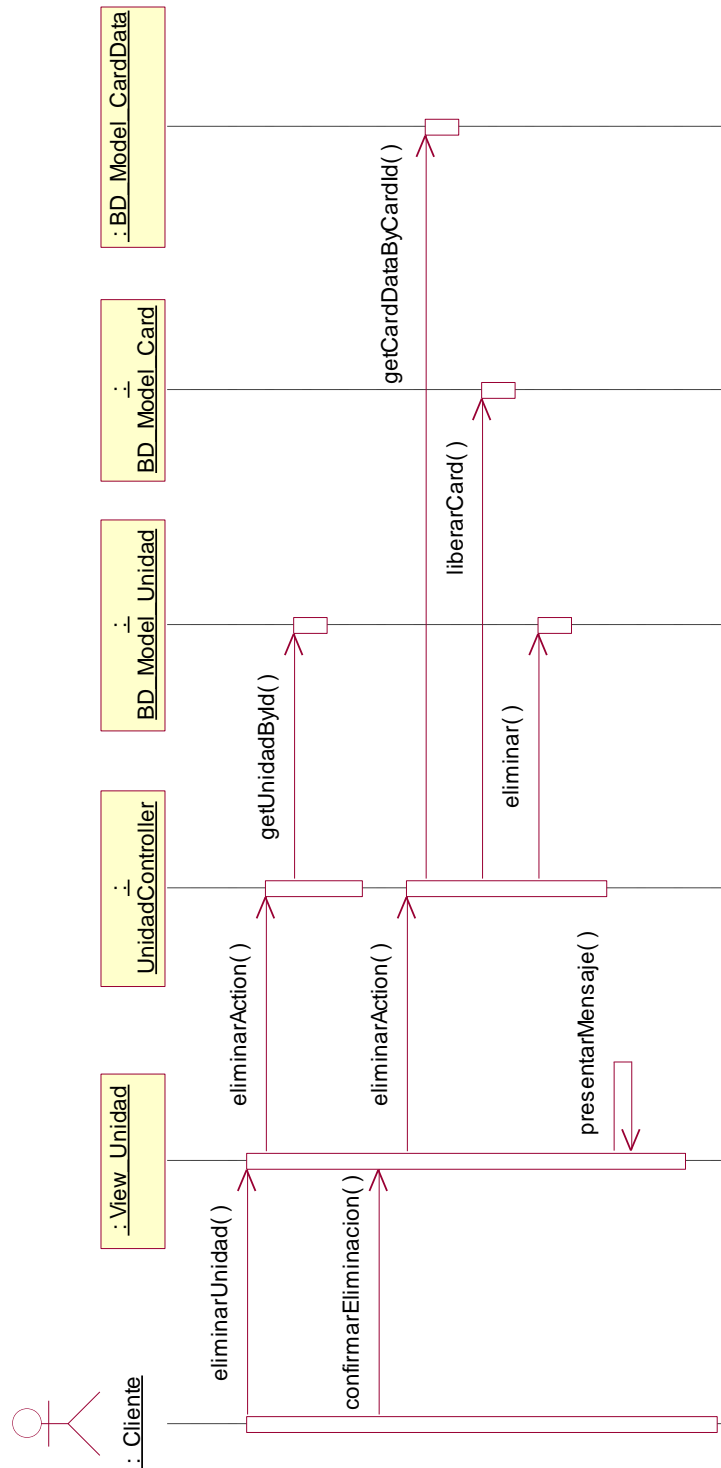 : Cliente
: View_Unidad
:
UnidadController
:
BD_Model_Unidad
:
BD_Model_Card
: BD_Model_CardData
eliminarUnidad( )
eliminarAction( )
getUnidadById( )
confirmarEliminacion( )
eliminarAction( )
getCardDataByCardId( )
liberarCard( )
eliminar( )
presentarMensaje( )